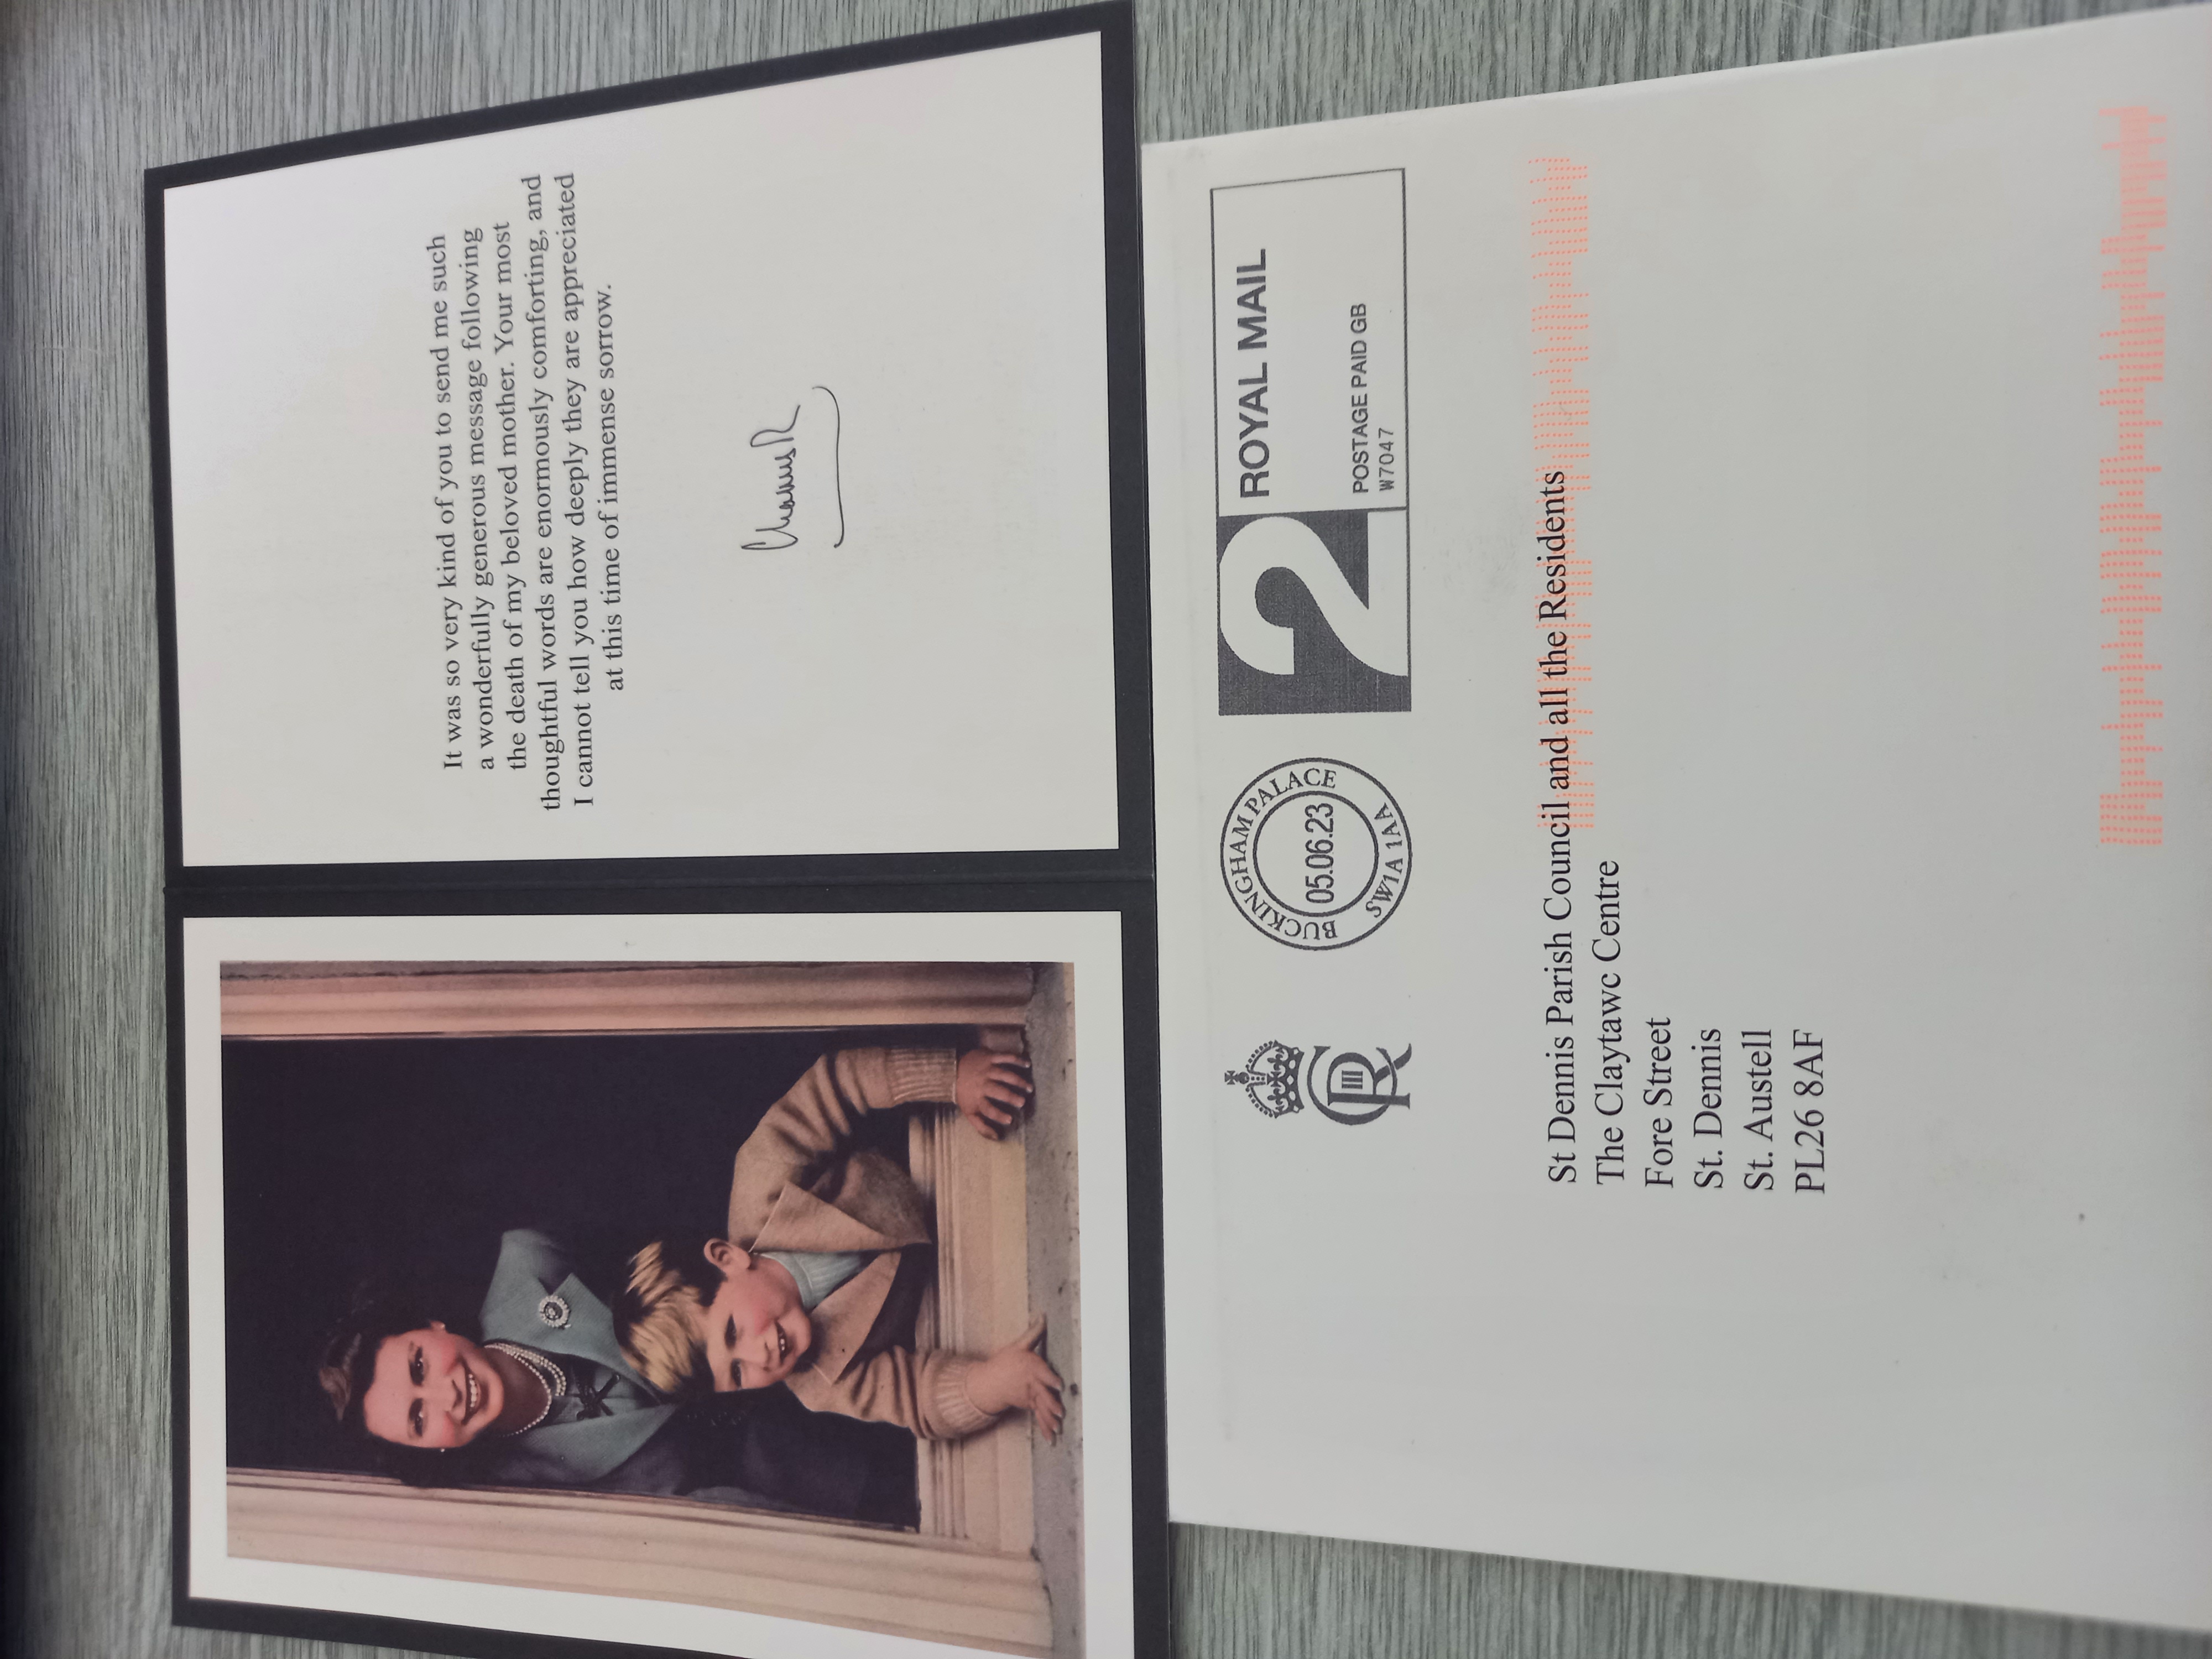 It was so very kind of you to send me such
a wonderfully generous message following
the death of my beloved mother. Your most
thoughtful words are enormously comforting, and
I cannot tell you how deeply they are appreciated
at this time of immense sorrow.
Charles R
CIIIR
BUCKINGHAM PALACE
05.06.23
SW1A 1AA
2
ROYAL MAIL
POSTAGE PAID GB
W7047
St Dennis Parish Council and all the Residents
The Claytawc Centre
Fore Street
St. Dennis
St. Austell
PL26 8AF